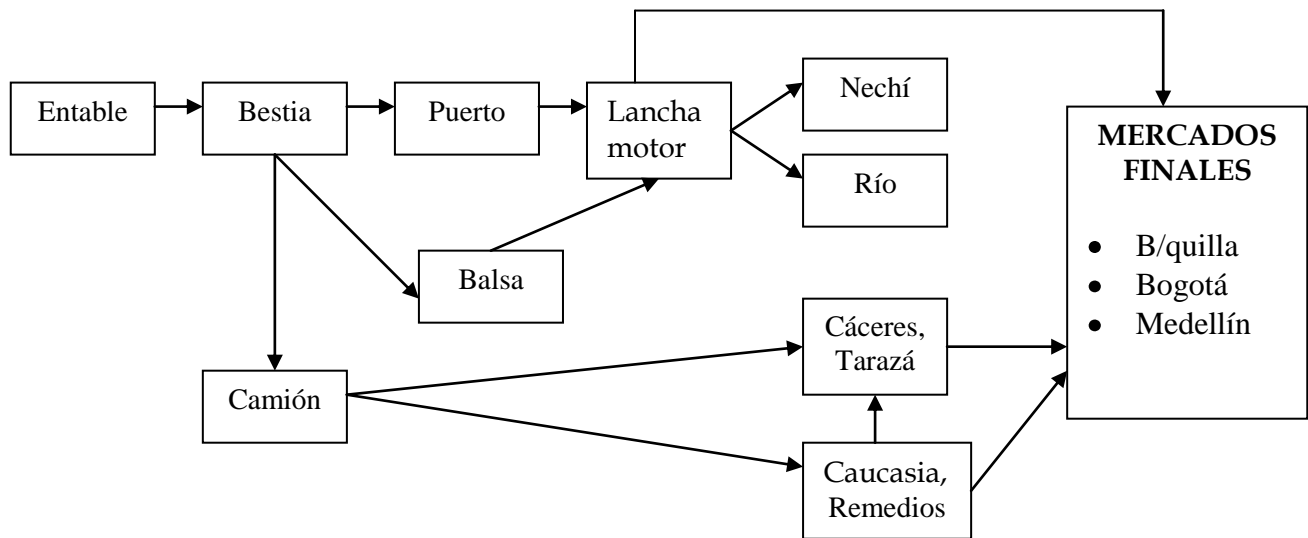 Entable
Bestia
Puerto
Lancha
motor
Nechí
Río
MERCADOS
FINALES
• B/quilla
• Bogotá
• Medellín
Balsa
Cáceres,
Tarazá
Camión
Caucasia,
Remedios